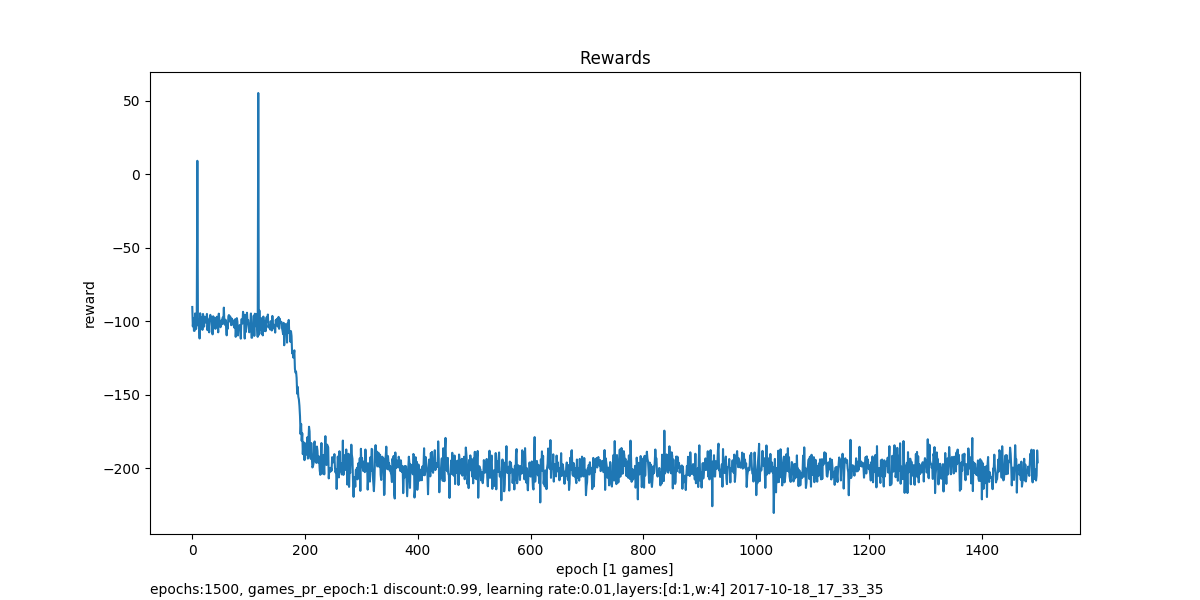 Rewards
50
0
−50
−100
−150
−200
reward
0 200 400 600 800 1000 1200 1400
epoch [1 games]
epochs:1500, games_pr_epoch:1 discount:0.99, learning rate:0.01,layers:[d:1,w:4] 2017-10-18_17_33_35